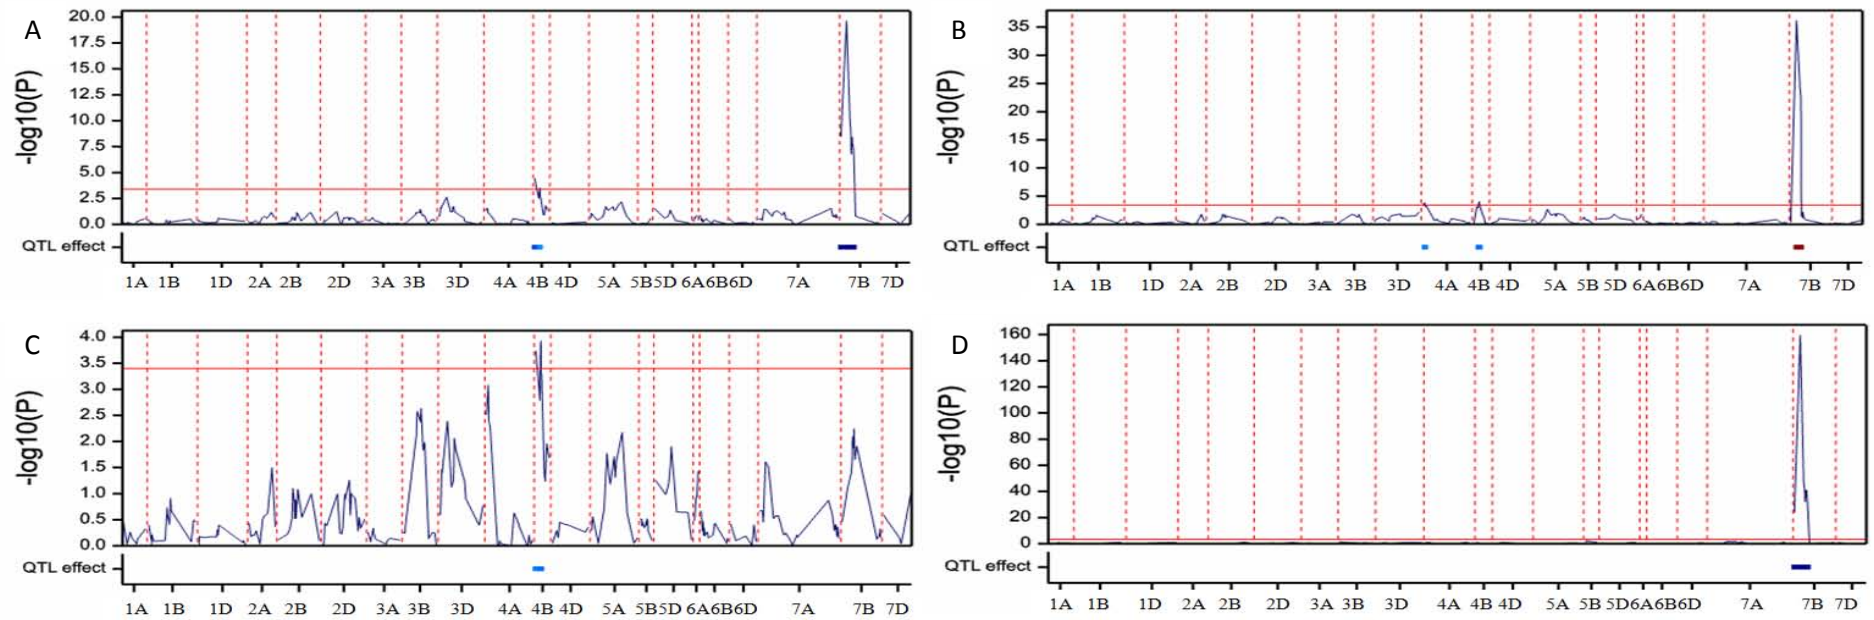 A
20.0
17.5
15.0
12.5
10.0
7.5
5.0
2.5
0.0
-log10(P)
QTL effect
1A 1B 1D 2A 2B 2D 3A 3B 3D 4A 4B 4D 5A 5B 5D 6A 6B 6D 7A 7B 7D
B
35
30
25
20
15
10
5
0
-log10(P)
QTL effect
1A 1B 1D 2A 2B 2D 3A 3B 3D 4A 4B 4D 5A 5B 5D 6A 6B 6D 7A 7B 7D
C
4.0
3.5
3.0
2.5
2.0
1.5
1.0
0.5
0.0
-log10(P)
QTL effect
1A 1B 1D 2A 2B 2D 3A 3B 3D 4A 4B 4D 5A 5B 5D 6A 6B 6D 7A 7B 7D
D
160
140
120
100
80
60
40
20
0
-log10(P)
QTL effect
1A 1B 1D 2A 2B 2D 3A 3B 3D 4A 4B 4D 5A 5B 5D 6A 6B 6D 7A 7B 7D